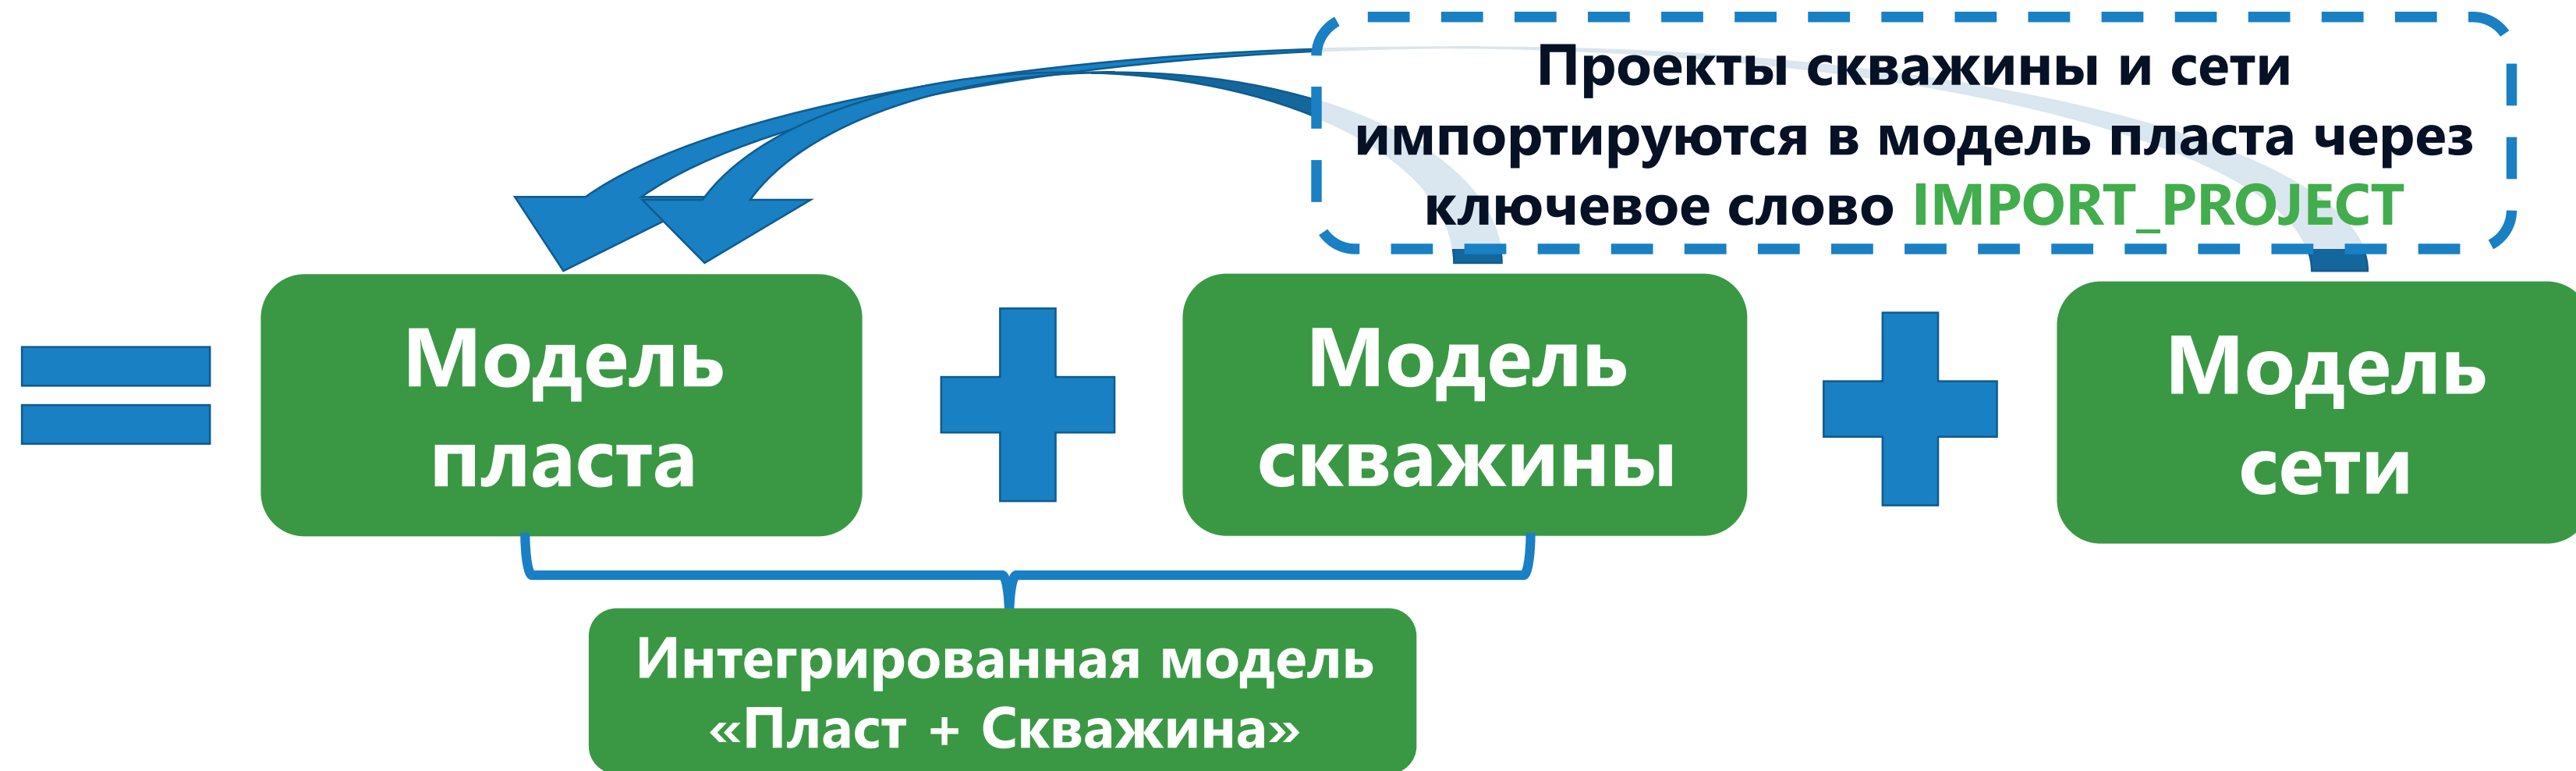 Проекты скважины и сети
импортируются в модель пласта через
ключевое слово IMPORT_PROJECT
Модель
пласта
Модель
скважины
Модель
сети
Интегрированная модель
«Пласт + Скважина»